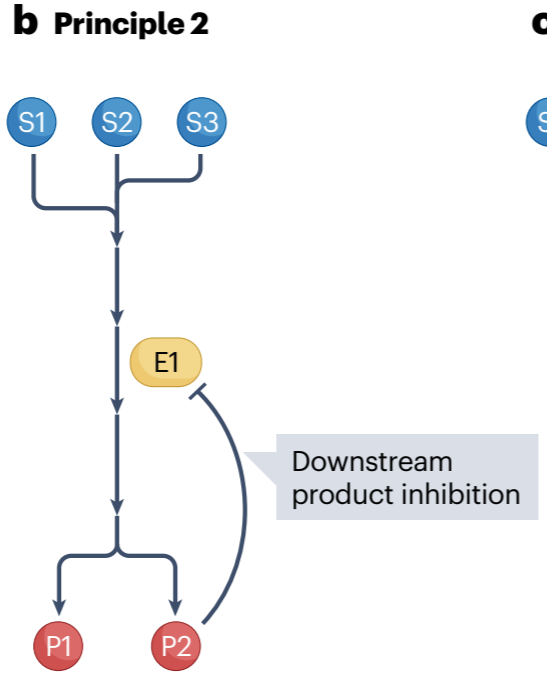 b Principle 2
c
S1 S2 S3
S
E1
Downstream
product inhibition
P1 P2